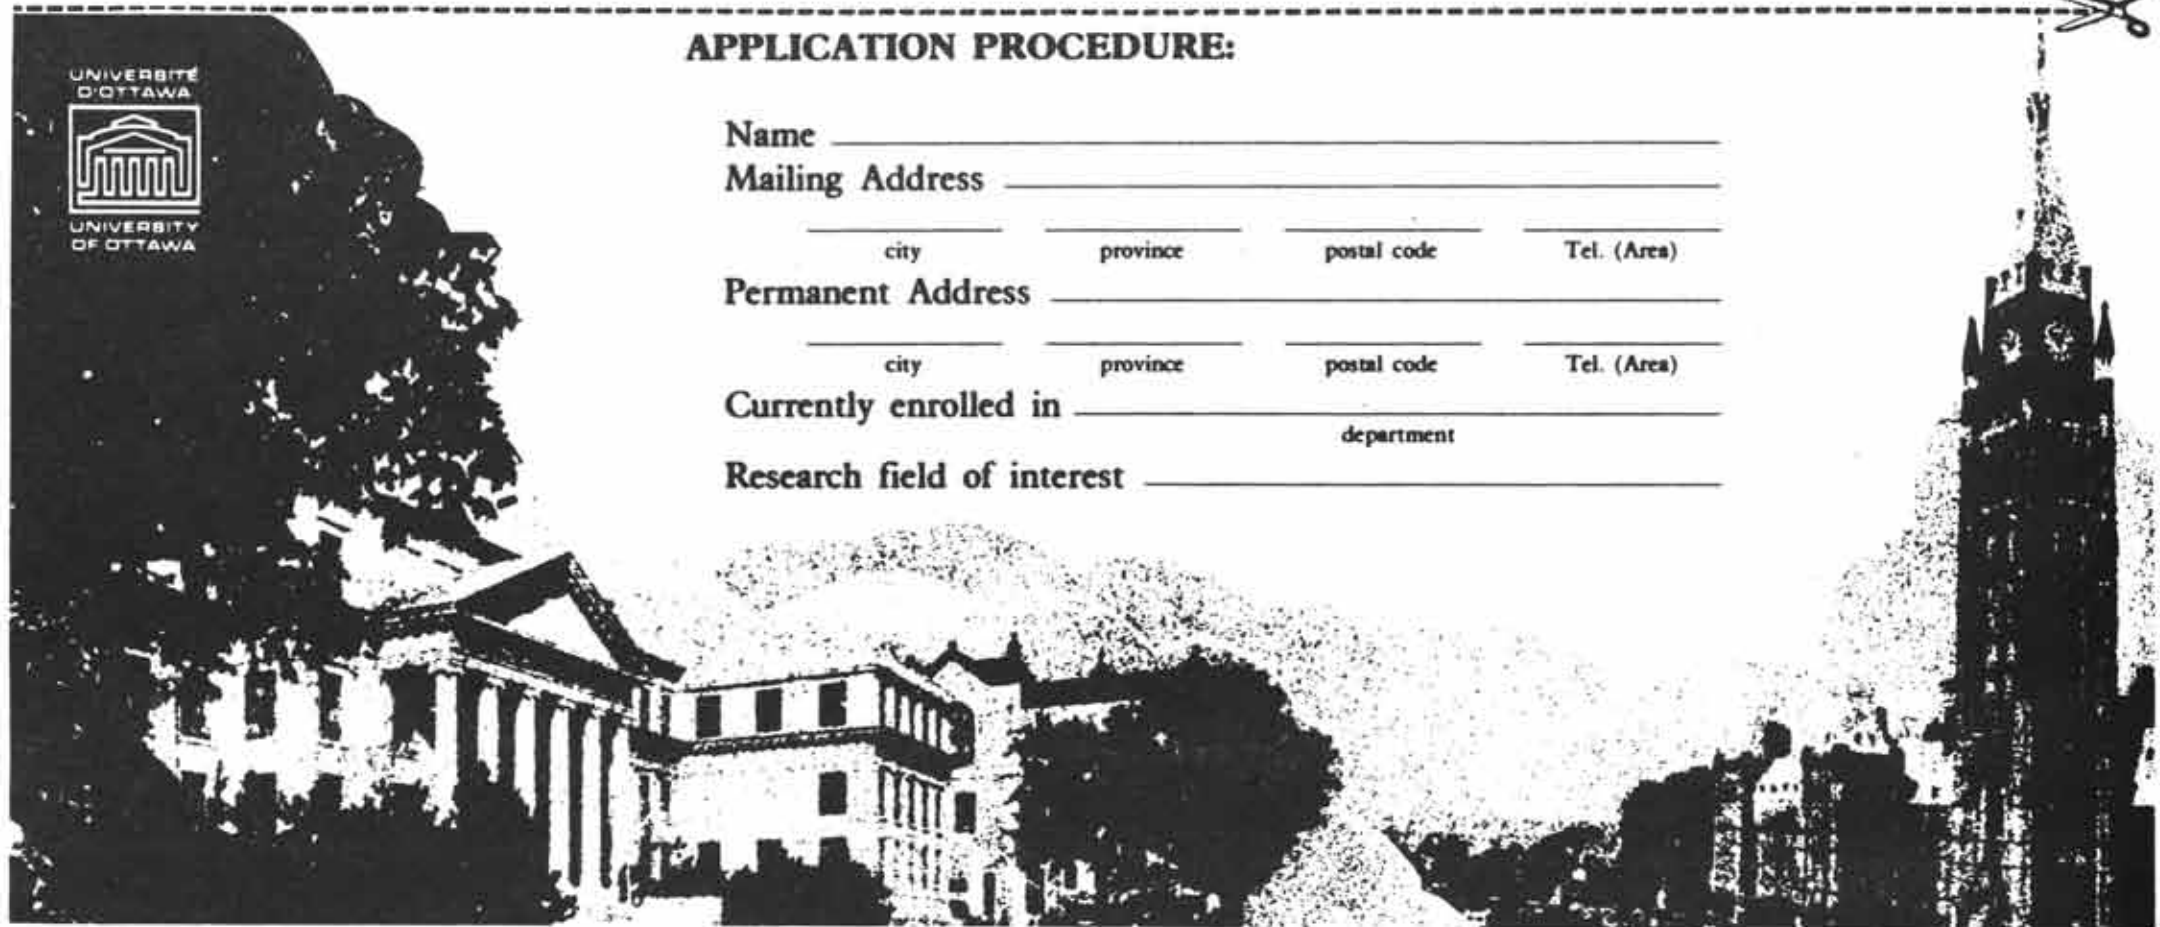 UNIVERSITÉ
D'OTTAWA
UNIVERSITY
OF OTTAWA
APPLICATION PROCEDURE:
Name
Mailing Address
city province postal code Tel. (Area)
Permanent Address
city province postal code Tel. (Area)
Currently enrolled in
department
Research field of interest